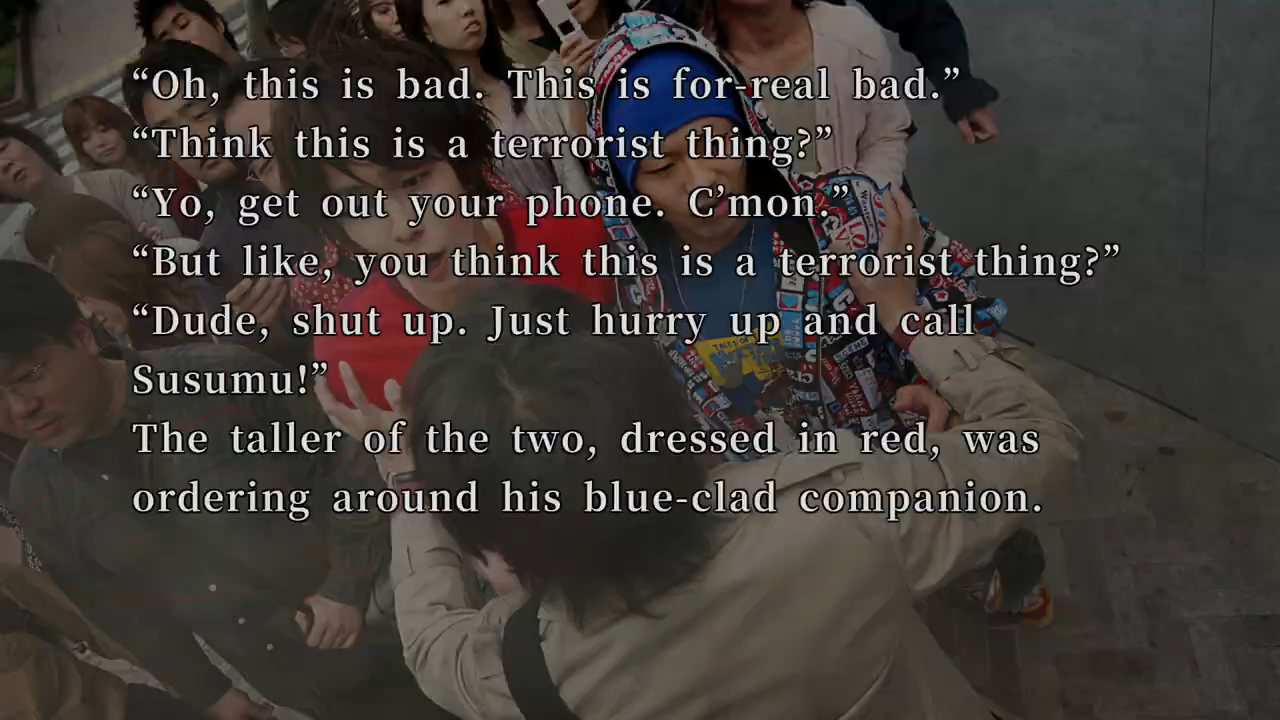 “Oh, this is bad. This is for-real bad.”
“Think this is a terrorist thing?”
“Yo, get out your phone. C’mon.”
“But like, you think this is a terrorist thing?”
“Dude, shut up. Just hurry up and call
Susumu!”
The taller of the two, dressed in red, was
ordering around his blue-clad companion.